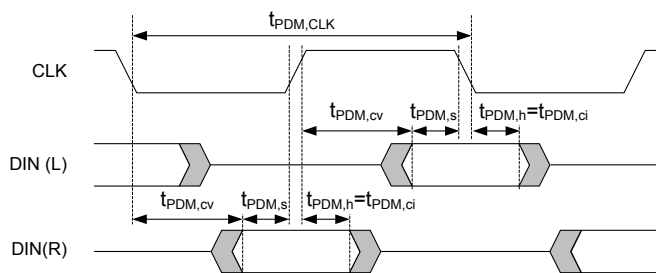 tPDM,CLK
CLK
tPDM,cv tPDM,s tPDM,h=tPDM,ci
DIN (L)
tPDM,cv tPDM,s tPDM,h=tPDM,ci
DIN(R)